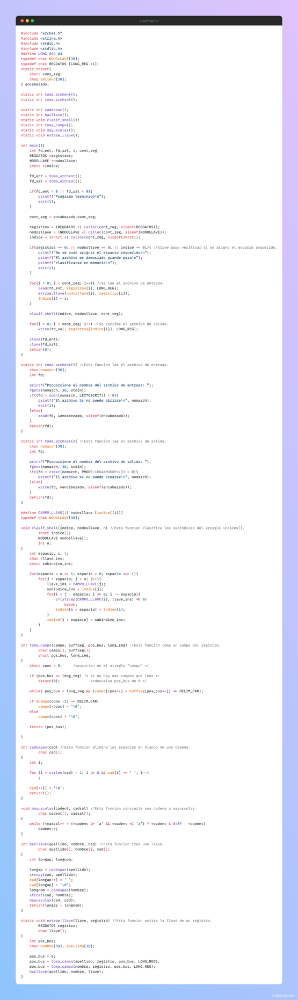 clasifram.c
#include "arches.h"
#include <string.h>
#include <stdio.h>
#include <stdlib.h>
#define LONG_REG 64
typedef char NODOLLAVE[30];
typedef char REGDATOS [LONG_REG +1];
static struct{
    short cont_reg;
    char relleno[30];
} encabezado;

static int toma_archent();
static int toma_archsal();

static int cadespac();
static int hazllave();
static void clasif_shell();
static int toma_campo();
static void mayusculas();
static void extrae_llave();

int main(){
    int fd_ent, fd_sal, i, cont_reg;
    REGDATOS *registros;
    NODOLLAVE *nodosllave;
    short *indice;

    fd_ent = toma_archent();
    fd_sal = toma_archsal();

    if(fd_ent < 0 || fd_sal < 0){
        printf("Programa terminado\n");
        exit(1);
    }

    cont_reg = encabezado.cont_reg;

    registros = (REGDATOS *) calloc(cont_reg, sizeof(REGDATOS));
    nodosllave = (NODOLLAVE *) calloc(cont_reg, sizeof(NODOLLAVE));
    indice = (short *) calloc(cont_reg, sizeof(short));

    if(registros == 0L || nodosllave == 0L || indice == 0L){ //Sirve para verificar si se asigno el espacio requerido.
        printf("No se pudo asignar el espacio requerido\n");
        printf("El archivo es demasiado grande para\n");
        printf("clasificarse en memoria\n");
        exit(1);
    }

    for(i = 0; i < cont_reg; i++){ //Se lee el archivo de entrada.
        read(fd_ent, registros[i], LONG_REG);
        extrae_llave(nodosllave[i], registros[i]);
        indice[i] = i;
    }

    clasif_shell(indice, nodosllave, cont_reg);

    for(i = 0; i < cont_reg; i++) //Se escribe el archivo de salida.
        write(fd_sal, registros[indice[i]], LONG_REG);

    close(fd_ent);
    close(fd_sal);
    return(0);
}

static int toma_archent(){ //Esta funcion lee el archivo de entrada.
    char nomarch[30];
    int fd;

    printf("Proporcione el nombre del archivo de entrada: ");
    fgets(nomarch, 30, stdin);
    if((fd = open(nomarch, LECTESCRIT)) < 0){
        printf("El archivo %s no puede abrirse\n", nomarch);
        exit(1);
    }else{
        read(fd, &encabezado, sizeof(encabezado));
    }
    return(fd);
}

static int toma_archsal(){ //Esta funcion lee el archivo de salida.
    char nomarch[30];
    int fd;

    printf("Proporcione el nombre del archivo de salida: ");
    fgets(nomarch, 30, stdin);
    if((fd = creat(nomarch, PMODE/*0644MODOP*/)) < 0){
        printf("El archivo %s no puede crearse\n", nomarch);
    }else{
        write(fd, &encabezado, sizeof(encabezado));
    }
    return(fd);
}

#define CAMPO_LLAVE(i) nodosllave [indice[(i)]]
typedef char NODOLLAVE[30];

void clasif_shell(indice, nodosllave, n) //Esta funcion clasifica los subindices del arreglo indices[].
        short indice[];
        NODOLLAVE nodosllave[];
        int n;
{
    int espacio, i, j;
    char *llave_ins;
    short subindice_ins;

    for(espacio = n >> 1; espacio > 0; espacio >>= 1){
        for(j = espacio; j < n; j++){
            llave_ins = CAMPO_LLAVE(j);
            subindice_ins = indice[j];
            for(i = j - espacio; i >= 0; i -= espacio){
                if(strcmp(CAMPO_LLAVE(i), llave_ins) <= 0)
                    break;
                indice[i + espacio] = indice[i];
            }
            indice[i + espacio] = subindice_ins;
        }
    }
}

int toma_campo(campo, buffreg, pos_bus, long_reg) //Esta funcion toma un campo del registro.
        char campo[], buffreg[];
        short pos_bus, long_reg;
{
    short cpos = 0;     /*posicion en el arreglo "campo" */

    if (pos_bus == long_reg) /* si no hay mas campos que leer */
        return(0);              /*devuelve pos_bus de 0 */

    while( pos_bus < long_reg && (campo[cpos++] = buffreg[pos_bus++]) != DELIM_CAR);

    if (campo[cpos -1] == DELIM_CAR)
        campo[-cpos] = '\0';
    else
        campo[cpos] = '\0';

    return (pos_bus);

}

int cadespac(cad) //Esta funcion elimina los espacios en blanco de una cadena.
        char cad[];
{
    int i;

    for (i = strlen(cad) - 1; i >= 0 && cad[i] == ' '; i--)
        ;

    cad[++i] = '\0';
    return(i);
}

void mayusculas(cadent, cadsal) //Esta funcion convierte una cadena a mayusculas.
        char cadent[], cadsal[];
{
    while (*cadsal++ = (*cadent >= 'a' && *cadent <= 'z') ? *cadent & 0x5F : *cadent)
        cadent++;
}

int hazllave(apellido, nombre, cad) //Esta funcion crea una llave.
        char apellido[], nombre[], cad[];
{
    int longap, longnom;

    longap = cadespac(apellido);
    strcpy(cad, apellido);
    cad[longap++] = ' ';
    cad[longap] = '\0';
    longnom = cadespac(nombre);
    strcat(cad, nombre);
    mayusculas(cad, cad);
    return(longap + longnom);
}

static void extrae_llave(llave, registro) //Esta funcion extrae la llave de un registro.
        REGDATOS registro;
        char llave[];
{
    int pos_bus;
    char nombre[30], apellido[30];

    pos_bus = 0;
    pos_bus = toma_campo(apellido, registro, pos_bus, LONG_REG);
    pos_bus = toma_campo(nombre, registro, pos_bus, LONG_REG);
    hazllave(apellido, nombre, llave);
}
codesnap.dev